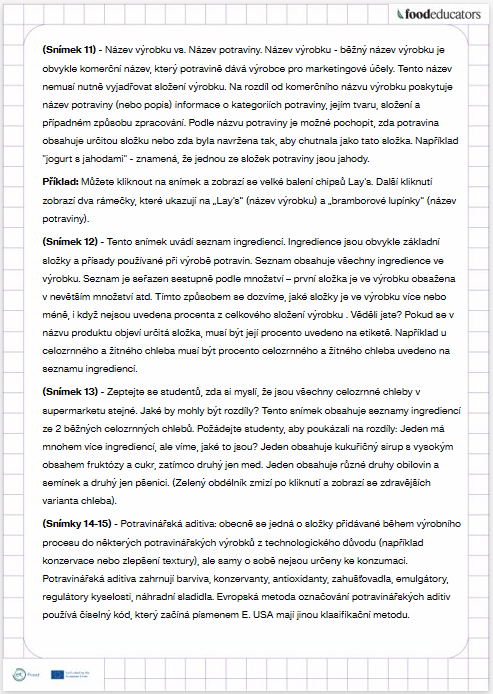 foodeducators
(Snímek 11) - Název výrobku vs. Název potraviny. Název výrobku - běžný název výrobku je
obvykle komerční název, který potravině dává výrobce pro marketingové účely. Tento název
nemusí nutně vyjadřovat složení výrobku. Na rozdíl od komerčního názvu výrobku poskytuje
název potraviny (nebo popis) informace o kategoriích potraviny, jejím tvaru, složení a
případném způsobu zpracování. Podle názvu potraviny je možné pochopit, zda potravina
obsahuje určitou složku nebo zda byla navržena tak, aby chutnala jako tato složka. Například
"jogurt s jahodami" - znamená, že jednou ze složek potraviny jsou jahody.
Příklad: Můžete kliknout na snímek a zobrazí se velké balení chipsů Lay's. Další kliknutí
zobrazí dva rámečky, které ukazují na „Lay's“ (název výrobku) a „bramborové lupínky“ (název
potraviny).
(Snímek 12) - Tento snímek uvádí seznam ingrediencí. Ingredience jsou obvykle základní
složky a přísady používané při výrobě potravin. Seznam obsahuje všechny ingredience ve
výrobku. Seznam je seřazen sestupně podle množství – první složka je ve výrobku obsažena
v nevětším množství atd. Tímto způsobem se dozvíme, jaké složky je ve výrobku více nebo
méně, i když nejsou uvedena procenta z celkového složení výrobku . Věděli jste? Pokud se v
názvu produktu objeví určitá složka, musí být její procento uvedeno na etiketě. Například u
celozrnného a žitného chleba musí být procento celozrnného a žitného chleba uvedeno na
seznamu ingrediencí.
(Snímek 13) - Zeptejte se studentů, zda si myslí, že jsou všechny celozrnné chleby v
supermarketu stejné. Jaké by mohly být rozdíly? Tento snímek obsahuje seznamy ingrediencí
ze 2 běžných celozrnných chlebů. Požádejte studenty, aby poukázali na rozdíly: Jeden má
mnohem více ingrediencí, ale víme, jaké to jsou? Jeden obsahuje kukuřičný sirup s vysokým
obsahem fruktózy a cukr, zatímco druhý jen med. Jeden obsahuje různé druhy obilovin a
semínek a druhý jen pšenici. (Zelený obdélník zmizí po kliknutí a zobrazí se zdravějších
varianta chleba).
(Snímky 14-15) - Potravinářská aditiva: obecně se jedná o složky přidávané během výrobního
procesu do některých potravinářských výrobků z technologického důvodu (například
konzervace nebo zlepšení textury), ale samy o sobě nejsou určeny ke konzumaci.
Potravinářská aditiva zahrnují barviva, konzervanty, antioxidanty, zahušťovadla, emulgátory,
regulátory kyselosti, náhradní sladidla. Evropská metoda označování potravinářských aditiv
používá číselný kód, který začíná písmenem E. USA mají jinou klasifikační metodu.
eit Food